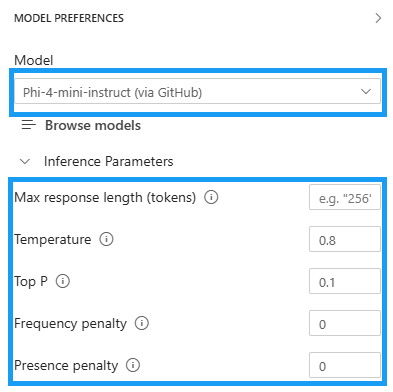 MODEL PREFERENCES
Model
Phi-4-mini-instruct (via GitHub)
Browse models
Inference Parameters
Max response length (tokens) e.g. "256"
Temperature 0.8
Top P 0.1
Frequency penalty 0
Presence penalty 0